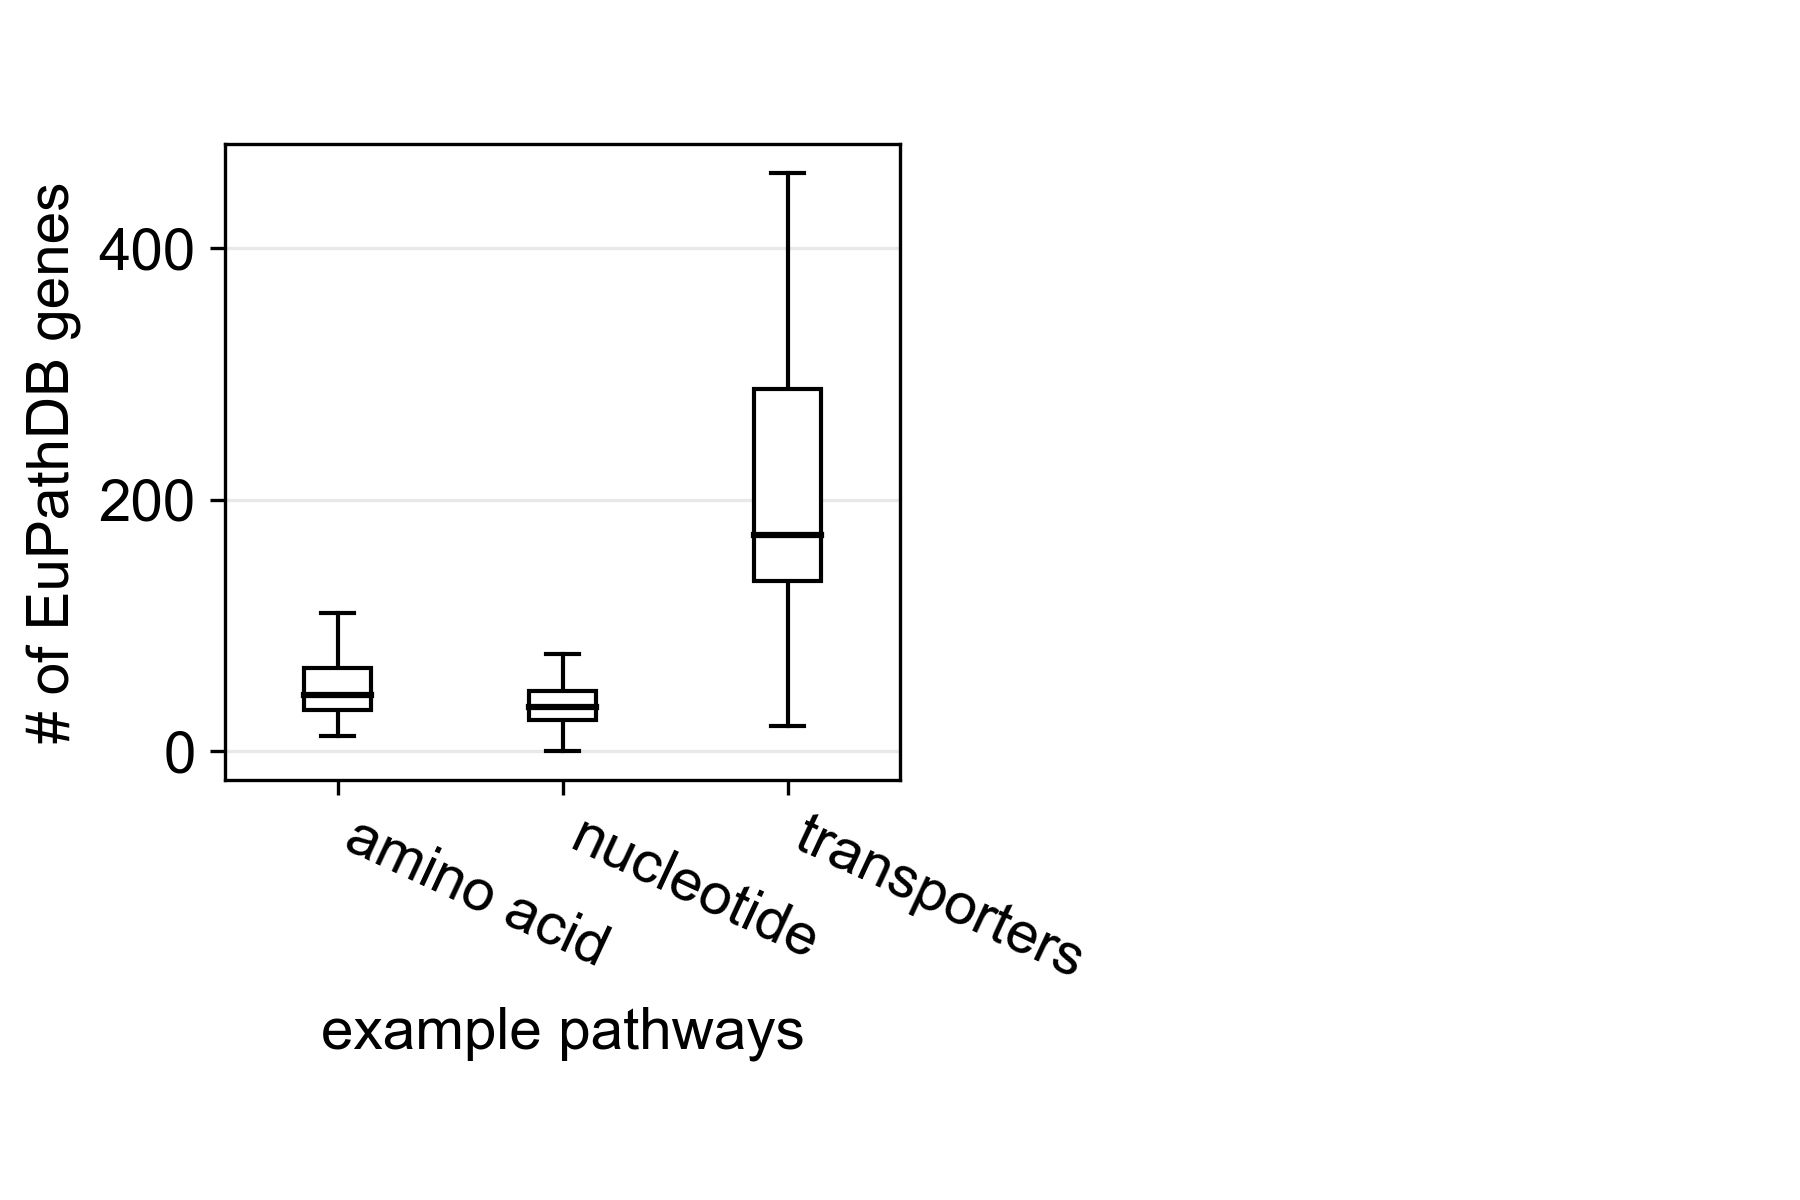 # of EuPathDB genes
400
200
0
amino acid
nucleotide
transporters
example pathways